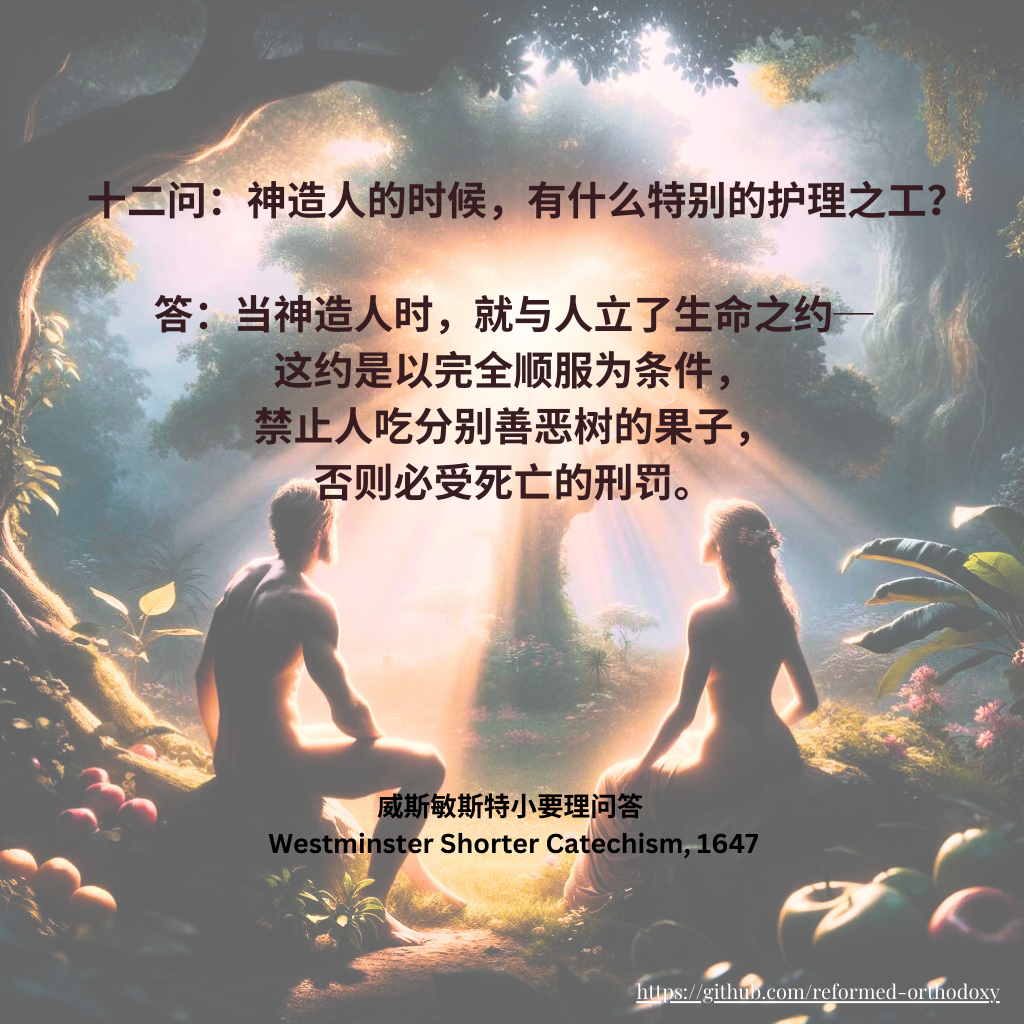 十二问：神造人的时候，有什么特别的护理之工？
答：当神造人时，就与人立了生命之约—
这约是以完全顺服为条件，
禁止人吃分别善恶树的果子，
否则必受死亡的刑罚。
威斯敏斯特小要理问答
Westminster Shorter Catechism, 1647
https://github.com/reformed-orthodoxy